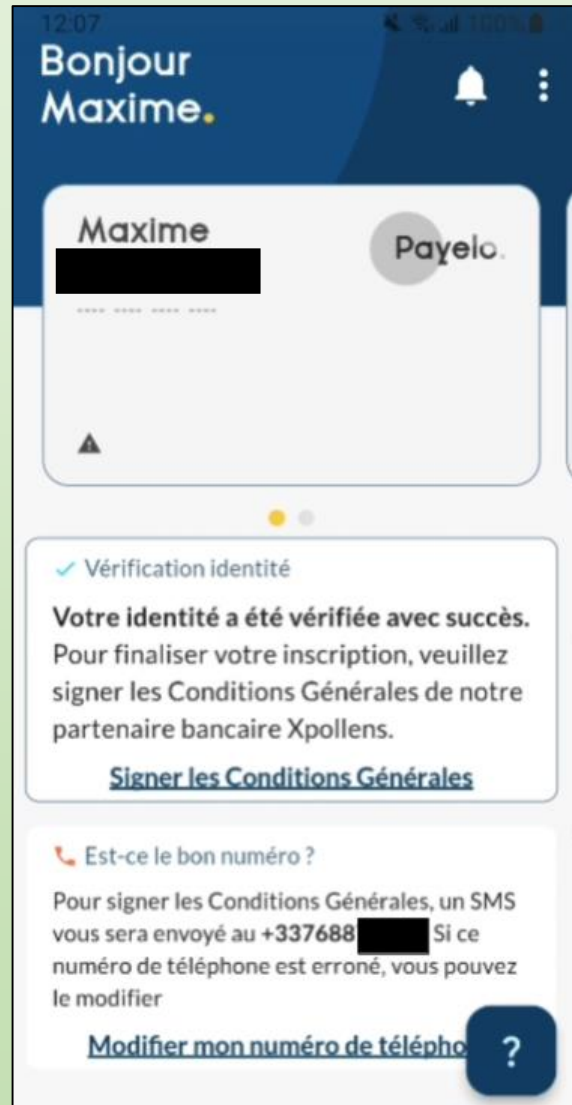 12:07
100%
Bonjour
Maxime.
Maxime
Payelo.
---- ---- ---- ----
Vérification identité
Votre identité a été vérifiée avec succès.
Pour finaliser votre inscription, veuillez
signer les Conditions Générales de notre
partenaire bancaire Xpollens.
Signer les Conditions Générales
Est-ce le bon numéro ?
Pour signer les Conditions Générales, un SMS
vous sera envoyé au +337688 Si ce
numéro de téléphone est erroné, vous pouvez
le modifier
Modifier mon numéro de télépho
?